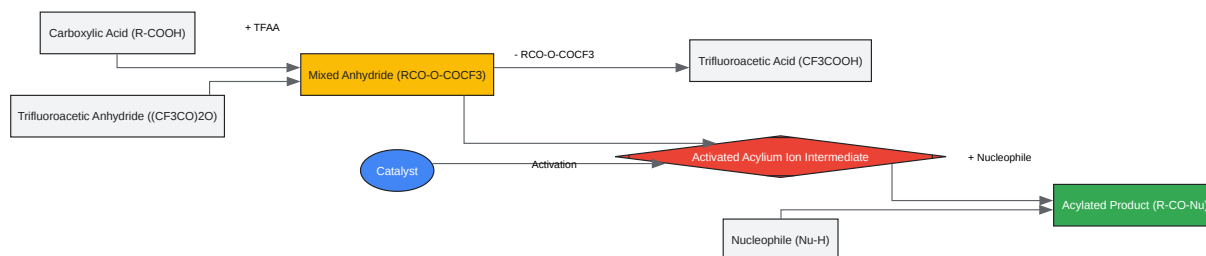 Carboxylic Acid (R-COOH)
+ TFAA
- RCO-O-COCF3
Trifluoroacetic Acid (CF3COOH)
Mixed Anhydride (RCO-O-COCF3)
Trifluoroacetic Anhydride ((CF3CO)2O)
Catalyst
Activation
Activated Acylium Ion Intermediate
+ Nucleophile
Acylated Product (R-CO-Nu)
Nucleophile (Nu-H)